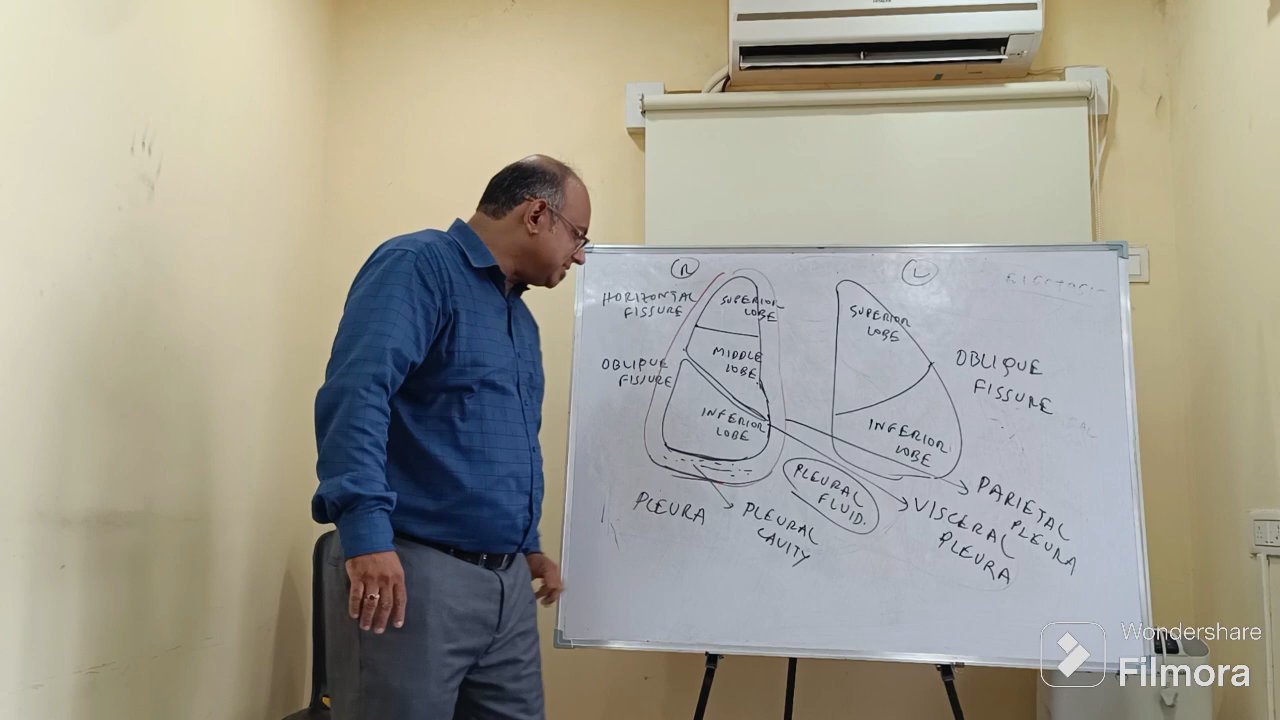 R
L
HORIZONTAL
FISSURE
SUPERIOR
LOBE
SUPERIOR
LOBE
OBLIQUE
FISSURE
MIDDLE
LOBE
OBLIQUE
FISSURE
INFERIOR
LOBE
INFERIOR
LOBE
PLEURA
PLEURAL
CAVITY
PLEURAL
FLUID.
VISCERAL
PLEURA
PARIETAL
PLEURA
Wondershare
Filmora